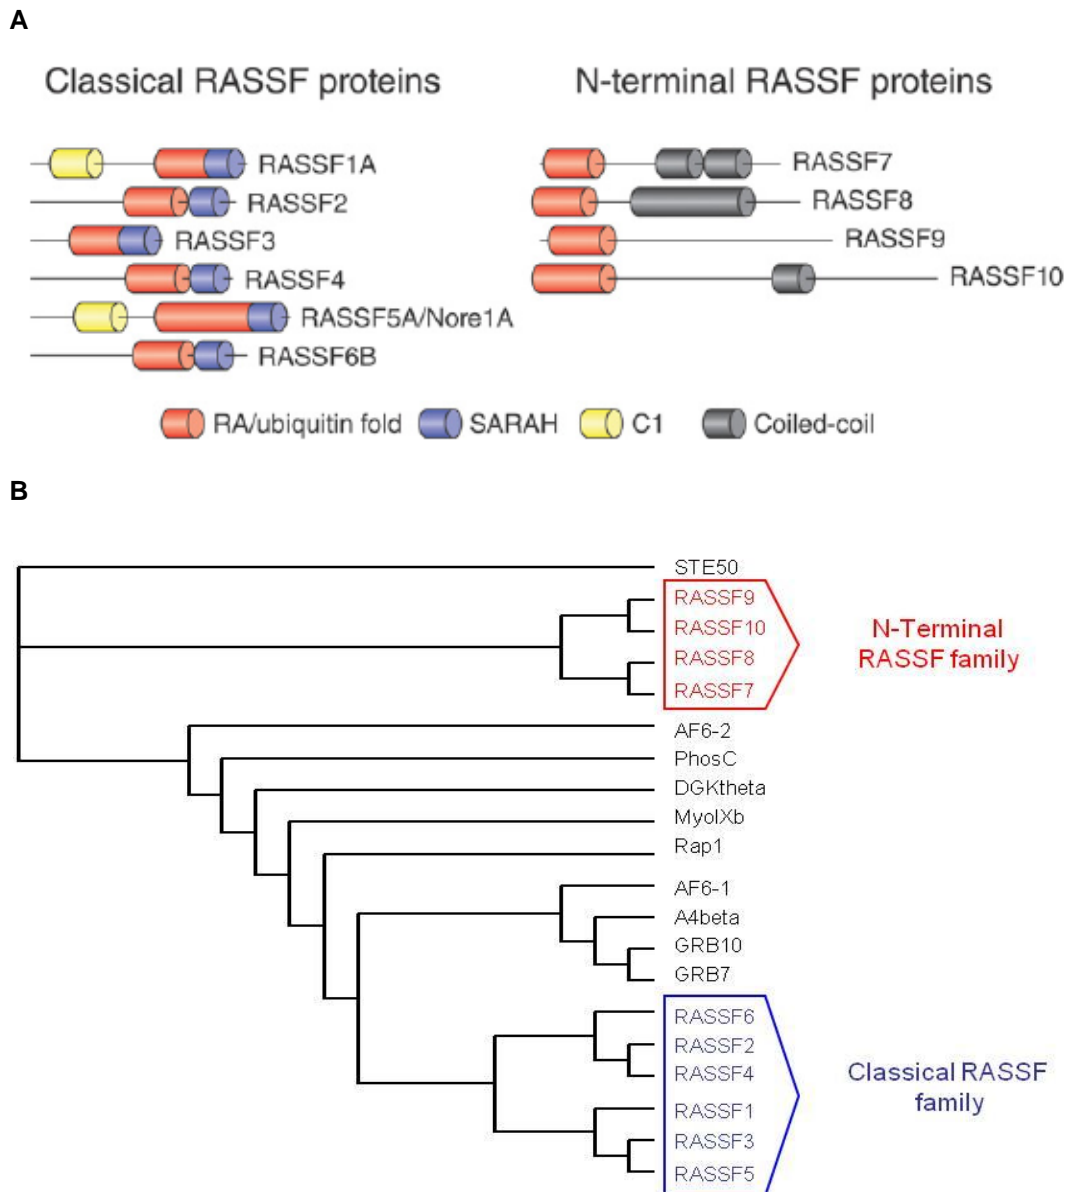 A
Classical RASSF proteins
N-terminal RASSF proteins
RASSF1A
RASSF2
RASSF3
RASSF4
RASSF5A/Nore1A
RASSF6B
RASSF7
RASSF8
RASSF9
RASSF10
RA/ubiquitin fold
SARAH
C1
Coiled-coil
B
STE50
RASSF9
RASSF10
RASSF8
RASSF7
N-Terminal
RASSF family
AF6-2
PhosC
DGKtheta
MyoIXb
Rap1
AF6-1
A4beta
GRB10
GRB7
RASSF6
RASSF2
RASSF4
RASSF1
RASSF3
RASSF5
Classical RASSF
family